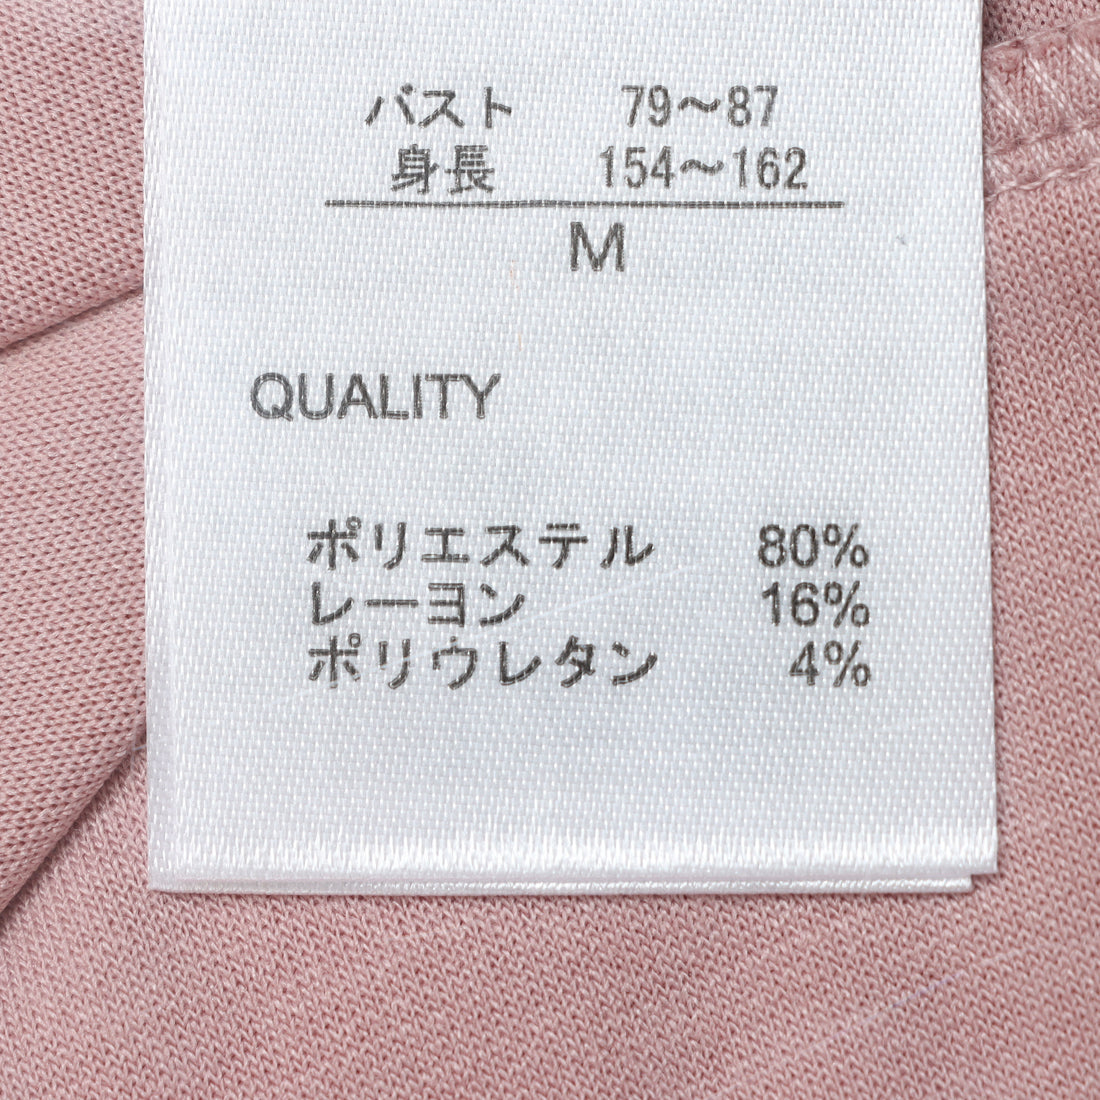 バスト 79～87
身長 154～162
M
QUALITY
ポリエステル 80%
レーヨン 16%
ポリウレタン 4%